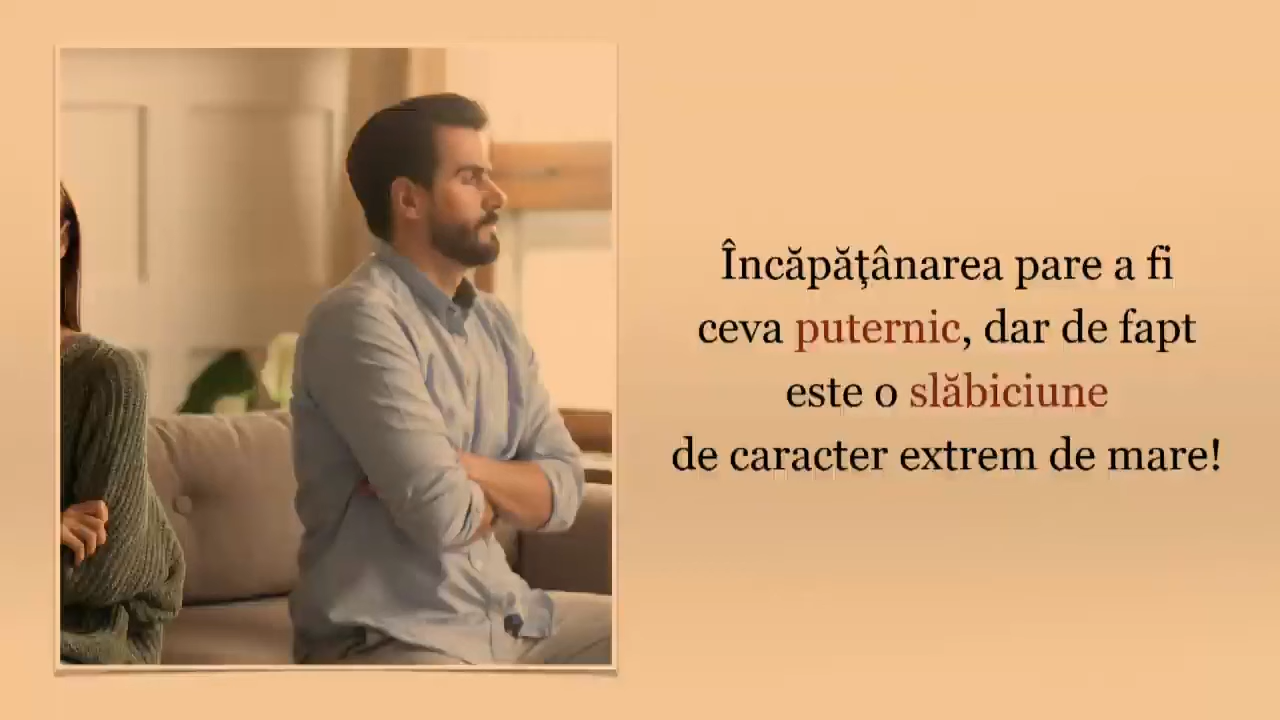 Încăpățânarea pare a fi
ceva puternic, dar de fapt
este o slăbiciune
de caracter extrem de mare!